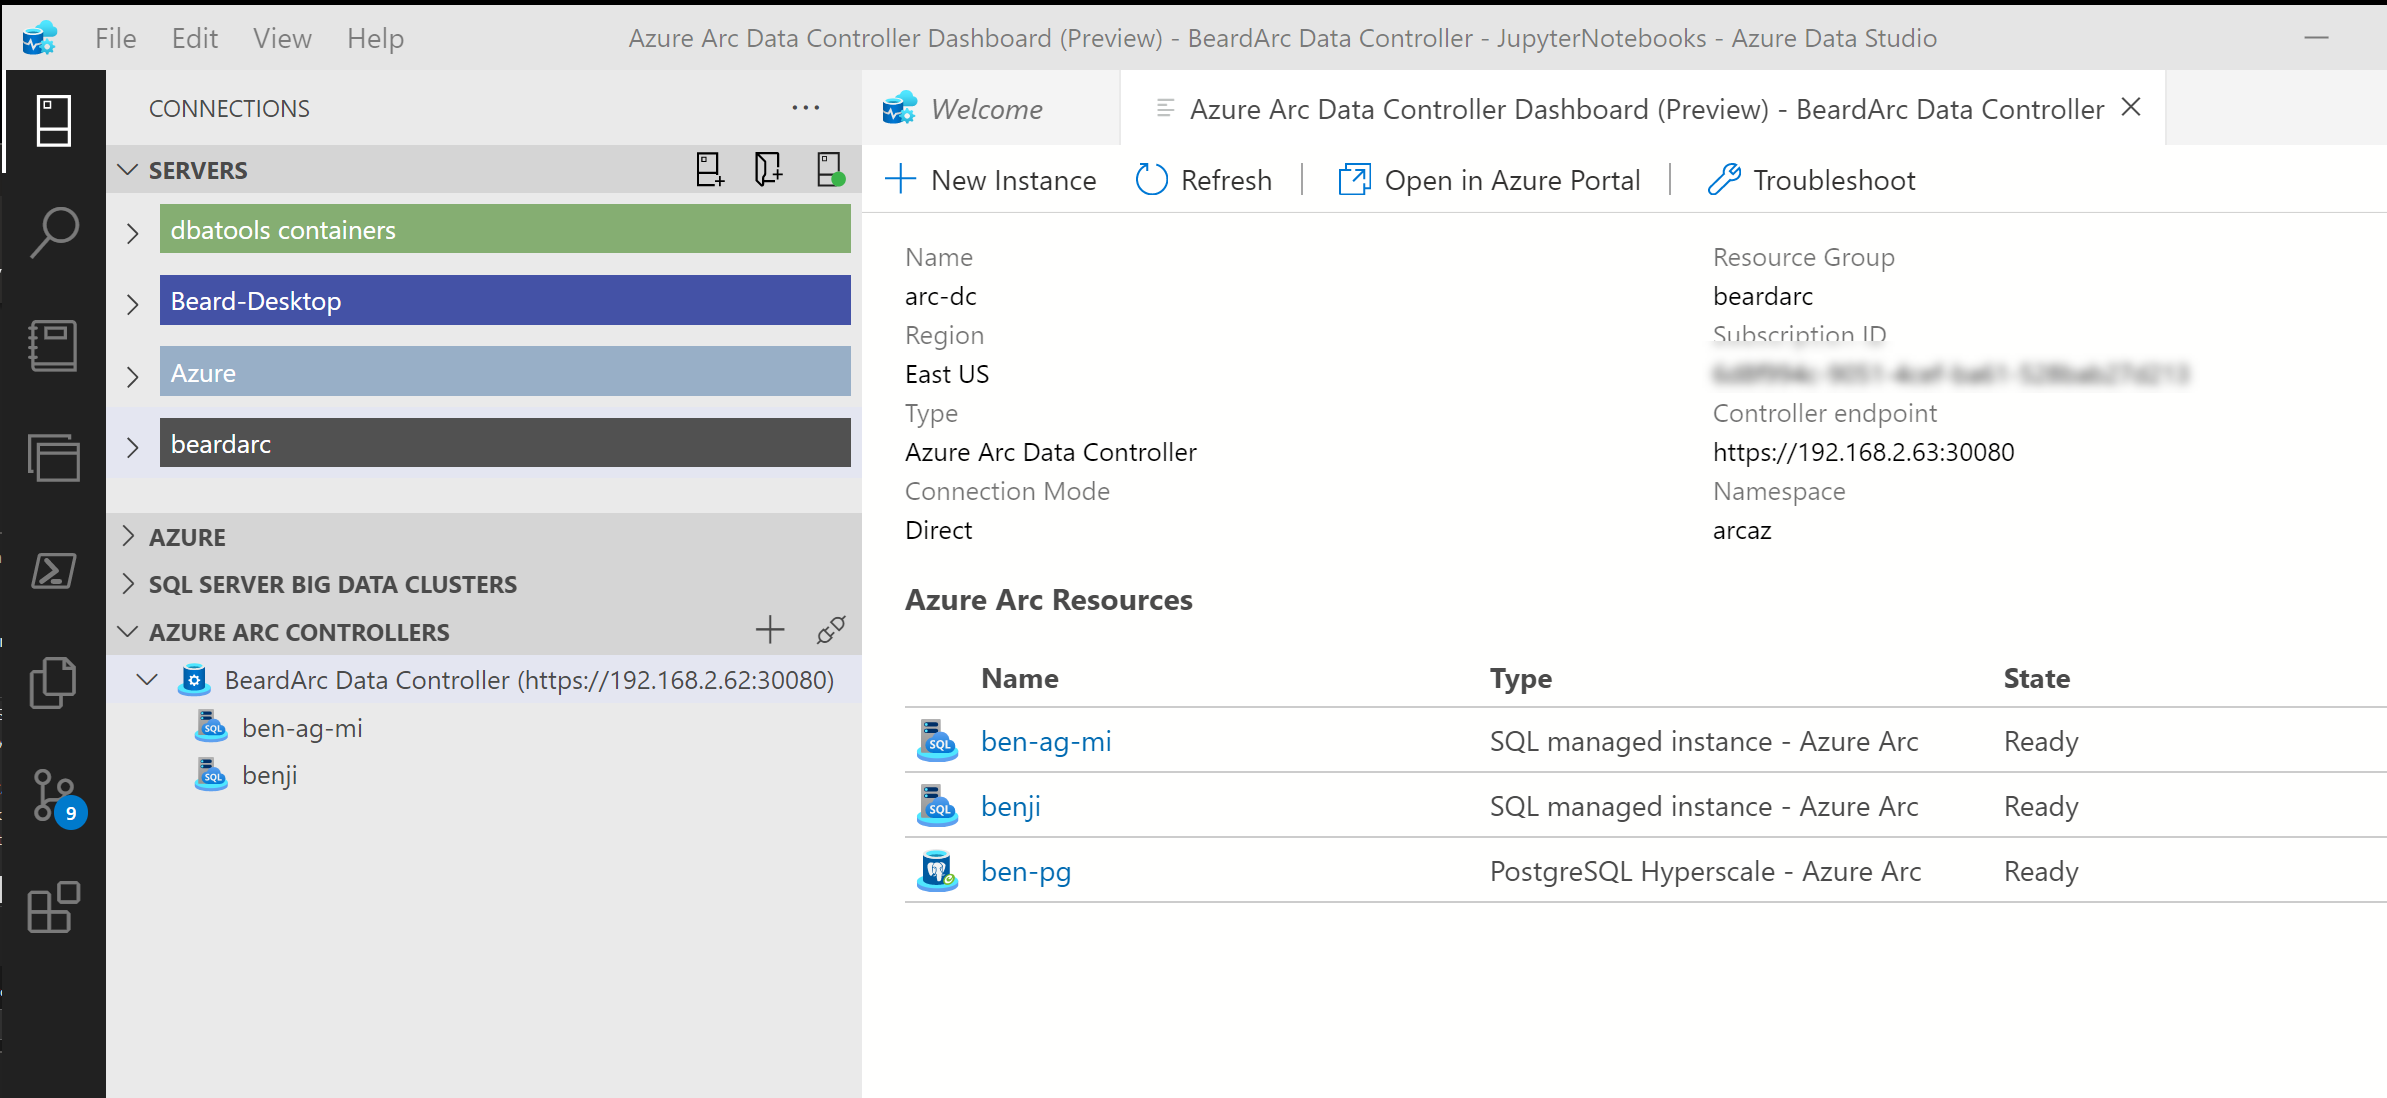 File Edit View Help Azure Arc Data Controller Dashboard (Preview) - BeardArc Data Controller - JupyterNotebooks - Azure Data Studio
CONNECTIONS
SERVERS
dbatools containers
Beard-Desktop
Azure
beardarc
AZURE
SQL SERVER BIG DATA CLUSTERS
AZURE ARC CONTROLLERS
BeardArc Data Controller (https://192.168.2.62:30080)
SQL ben-ag-mi
SQL benji
9
Welcome
Azure Arc Data Controller Dashboard (Preview) - BeardArc Data Controller
New Instance Refresh Open in Azure Portal Troubleshoot
Name
arc-dc
Region
East US
Type
Azure Arc Data Controller
Connection Mode
Direct
Resource Group
beardarc
Subscription ID
Controller endpoint
https://192.168.2.63:30080
Namespace
arcaz
Azure Arc Resources
Name Type State
SQL ben-ag-mi SQL managed instance - Azure Arc Ready
SQL benji SQL managed instance - Azure Arc Ready
ben-pg PostgreSQL Hyperscale - Azure Arc Ready